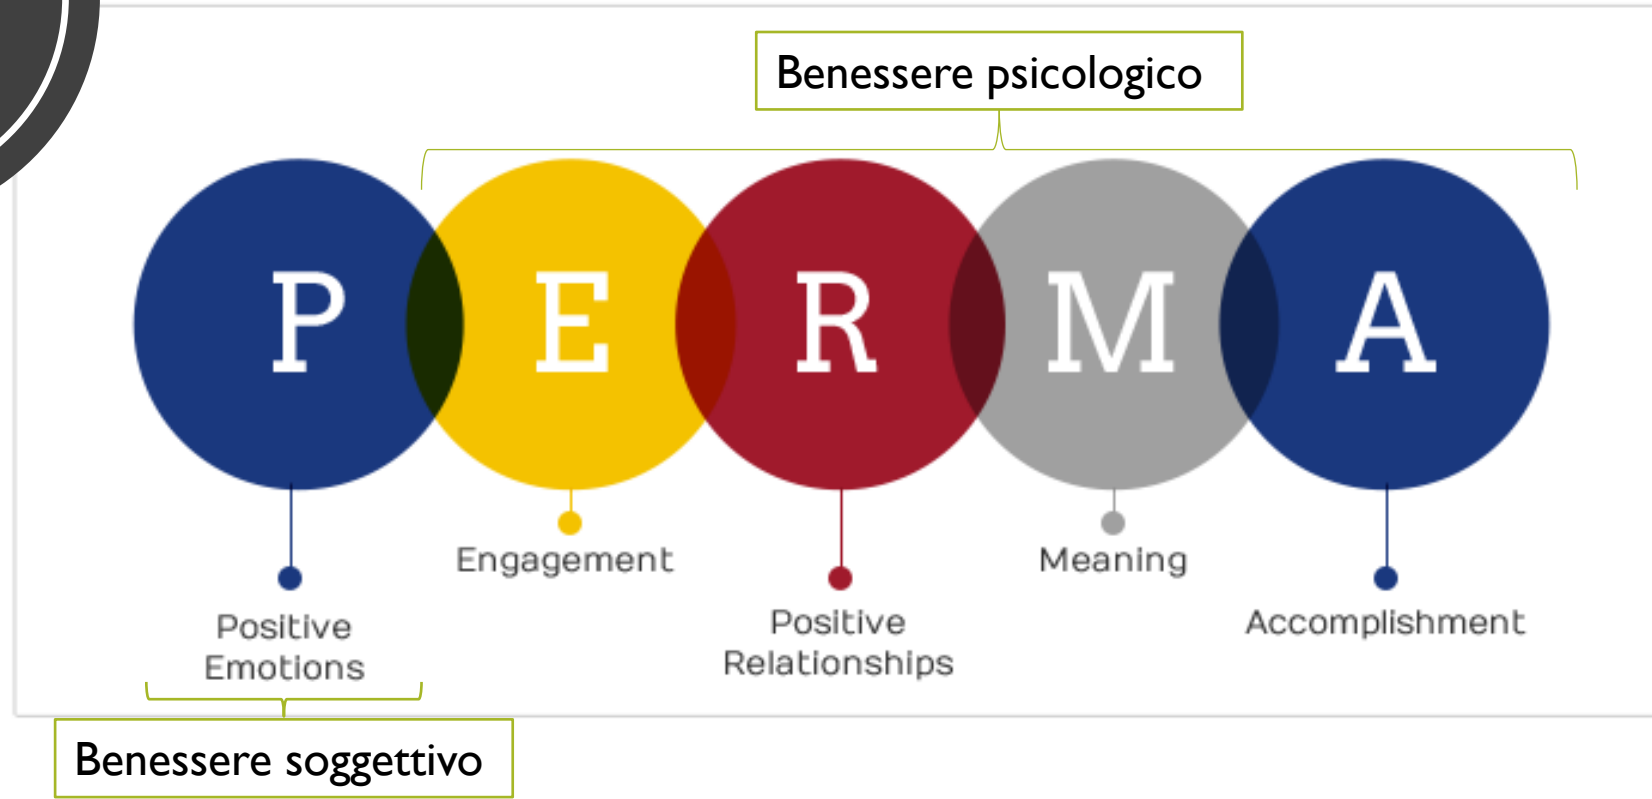 Benessere psicologico
P E R M A
Engagement
Meaning
Positive
Emotions
Positive
Relationships
Accomplishment
Benessere soggettivo